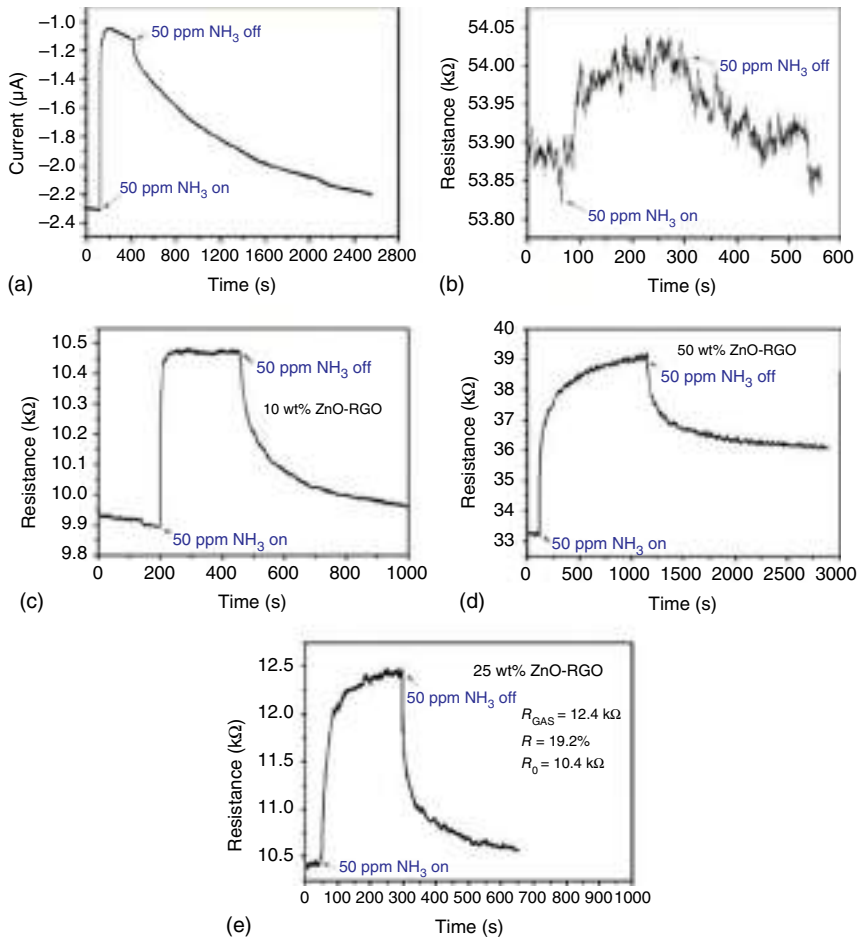 −1.0
−1.2
−1.4
−1.6
−1.8
−2.0
−2.2
−2.4
Current (μA)
50 ppm NH3 off
50 ppm NH3 on
0 400 800 1200 1600 2000 2400 2800
Time (s)
(a)
54.05
54.00
53.95
53.90
53.85
53.80
Resistance (kΩ)
50 ppm NH3 off
50 ppm NH3 on
0 100 200 300 400 500 600
Time (s)
(b)
10.5
10.4
10.3
10.2
10.1
10.0
9.9
9.8
Resistance (kΩ)
50 ppm NH3 off
10 wt% ZnO-RGO
50 ppm NH3 on
0 200 400 600 800 1000
Time (s)
(c)
40
39
38
37
36
35
34
33
Resistance (kΩ)
50 wt% ZnO-RGO
50 ppm NH3 off
50 ppm NH3 on
0 500 1000 1500 2000 2500 3000
Time (s)
(d)
12.5
12.0
11.5
11.0
10.5
Resistance (kΩ)
25 wt% ZnO-RGO
50 ppm NH3 off
RGAS = 12.4 kΩ
R = 19.2%
R0 = 10.4 kΩ
50 ppm NH3 on
0 100 200 300 400 500 600 700 800 900 1000
Time (s)
(e)